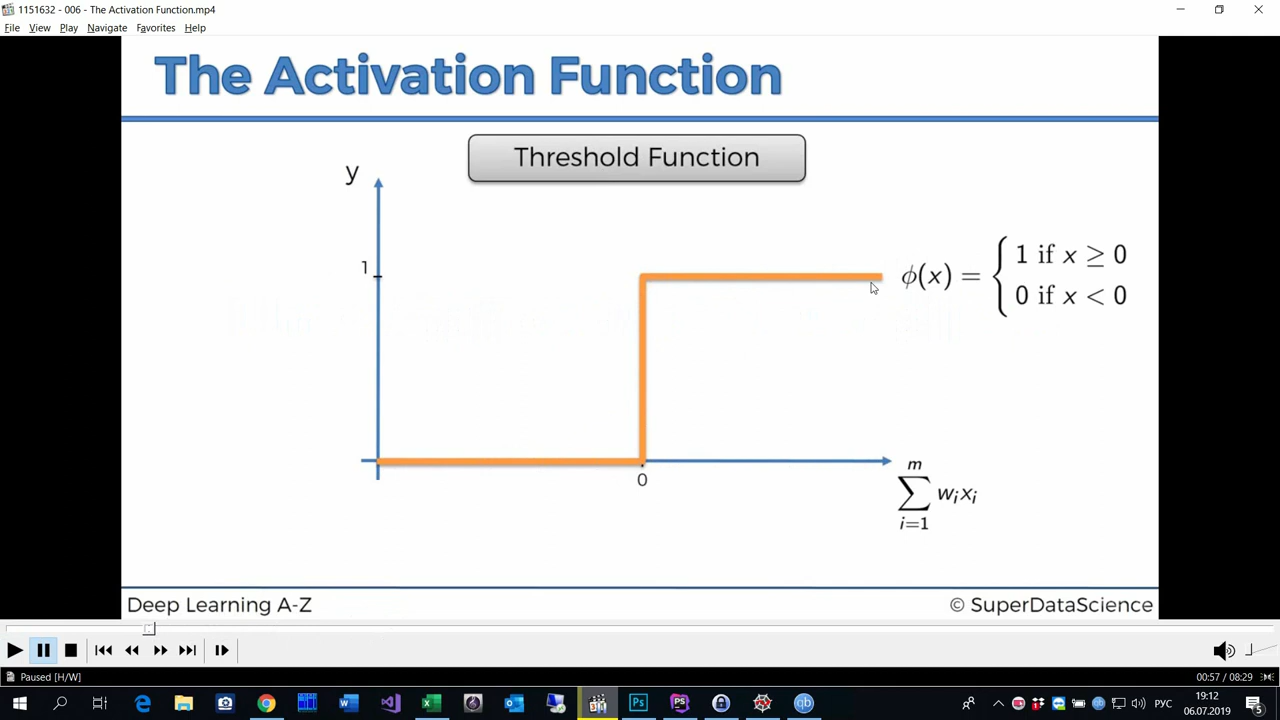 1151632 - 006 - The Activation Function.mp4
File View Play Navigate Favorites Help
The Activation Function
Threshold Function
y
1
ϕ(x) = { 1 if x ≥ 0
0 if x < 0
0
m
∑ wᵢxᵢ
i=1
Deep Learning A-Z
© SuperDataScience
Paused [H/W]
00:57 / 08:29
РУС
19:12
06.07.2019
5